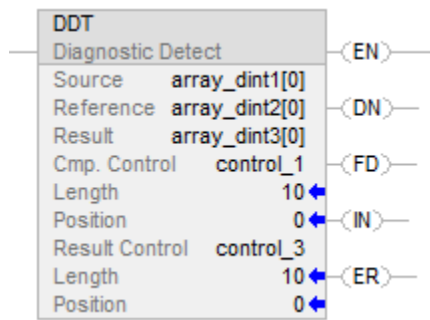 DDT
Diagnostic Detect (EN)
Source array_dint1[0]
Reference array_dint2[0] (DN)
Result array_dint3[0]
Cmp. Control control_1 (FD)
Length 10
Position 0 (IN)
Result Control control_3
Length 10 (ER)
Position 0